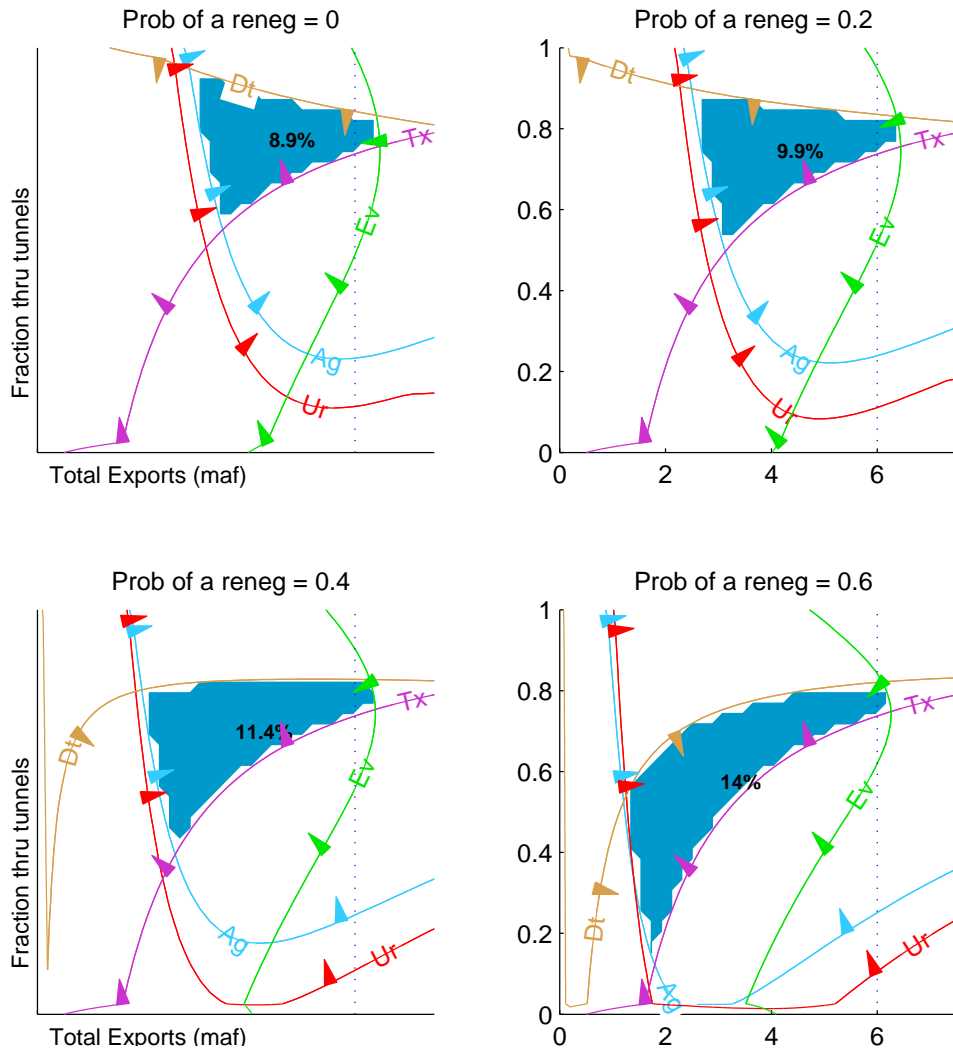 Prob of a reneg = 0
Fraction thru tunnels
Dt
8.9%
Tx
Ev
Ag
Ur
Total Exports (maf)
Prob of a reneg = 0.2
1
0.8
0.6
0.4
0.2
0
Dt
9.9%
Tx
Ev
Ag
Ur
0 2 4 6
Prob of a reneg = 0.4
Fraction thru tunnels
Dt
11.4%
Tx
Ev
Ag
Ur
Total Exports (maf)
Prob of a reneg = 0.6
1
0.8
0.6
0.4
0.2
0
Tx
14%
Ev
Dt
Ur
Ag
0 2 4 6